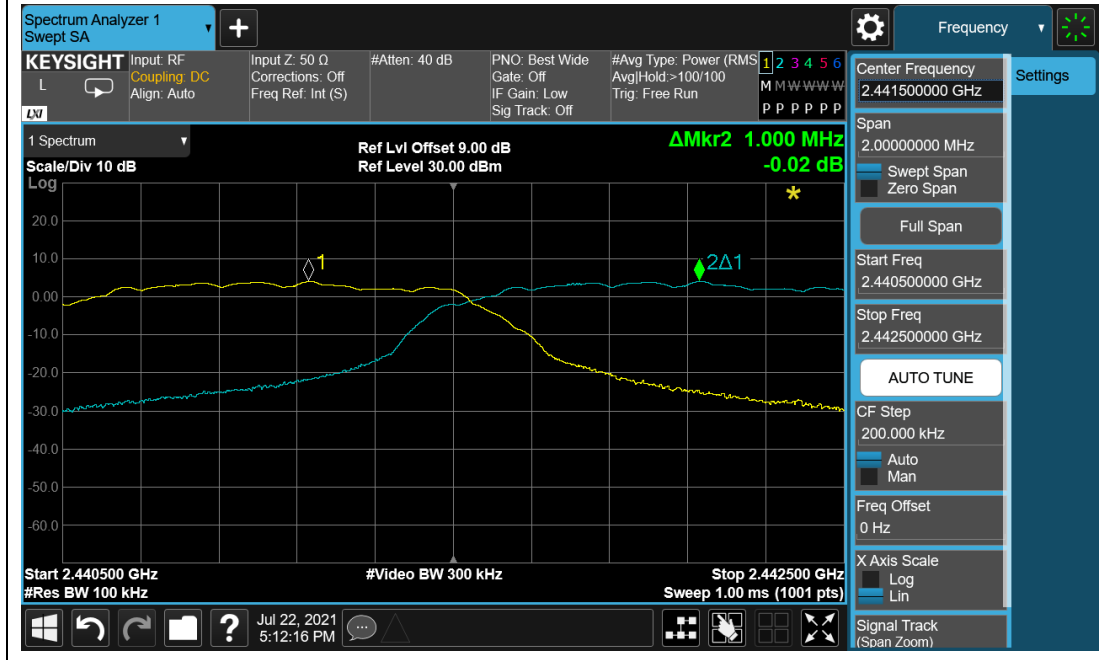 Spectrum Analyzer 1
Swept SA
+
Frequency
KEYSIGHT
L
LXI
Input: RF
Coupling: DC
Align: Auto
Input Z: 50 Ω
Corrections: Off
Freq Ref: Int (S)
#Atten: 40 dB
PNO: Best Wide
Gate: Off
IF Gain: Low
Sig Track: Off
#Avg Type: Power (RMS
Avg|Hold:>100/100
Trig: Free Run
1 2 3 4 5 6
M M W W W W
P P P P P P
1 Spectrum
Scale/Div 10 dB
Log
Ref Lvl Offset 9.00 dB
Ref Level 30.00 dBm
ΔMkr2 1.000 MHz
-0.02 dB
*
20.0
10.0
0.00
-10.0
-20.0
-30.0
-40.0
-50.0
-60.0
1
2Δ1
Start 2.440500 GHz
#Res BW 100 kHz
#Video BW 300 kHz
Stop 2.442500 GHz
Sweep 1.00 ms (1001 pts)
Center Frequency
2.441500000 GHz
Settings
Span
2.00000000 MHz
Swept Span
Zero Span
Full Span
Start Freq
2.440500000 GHz
Stop Freq
2.442500000 GHz
AUTO TUNE
CF Step
200.000 kHz
Auto
Man
Freq Offset
0 Hz
X Axis Scale
Log
Lin
Signal Track
(Span Zoom)
?
Jul 22, 2021
5:12:16 PM